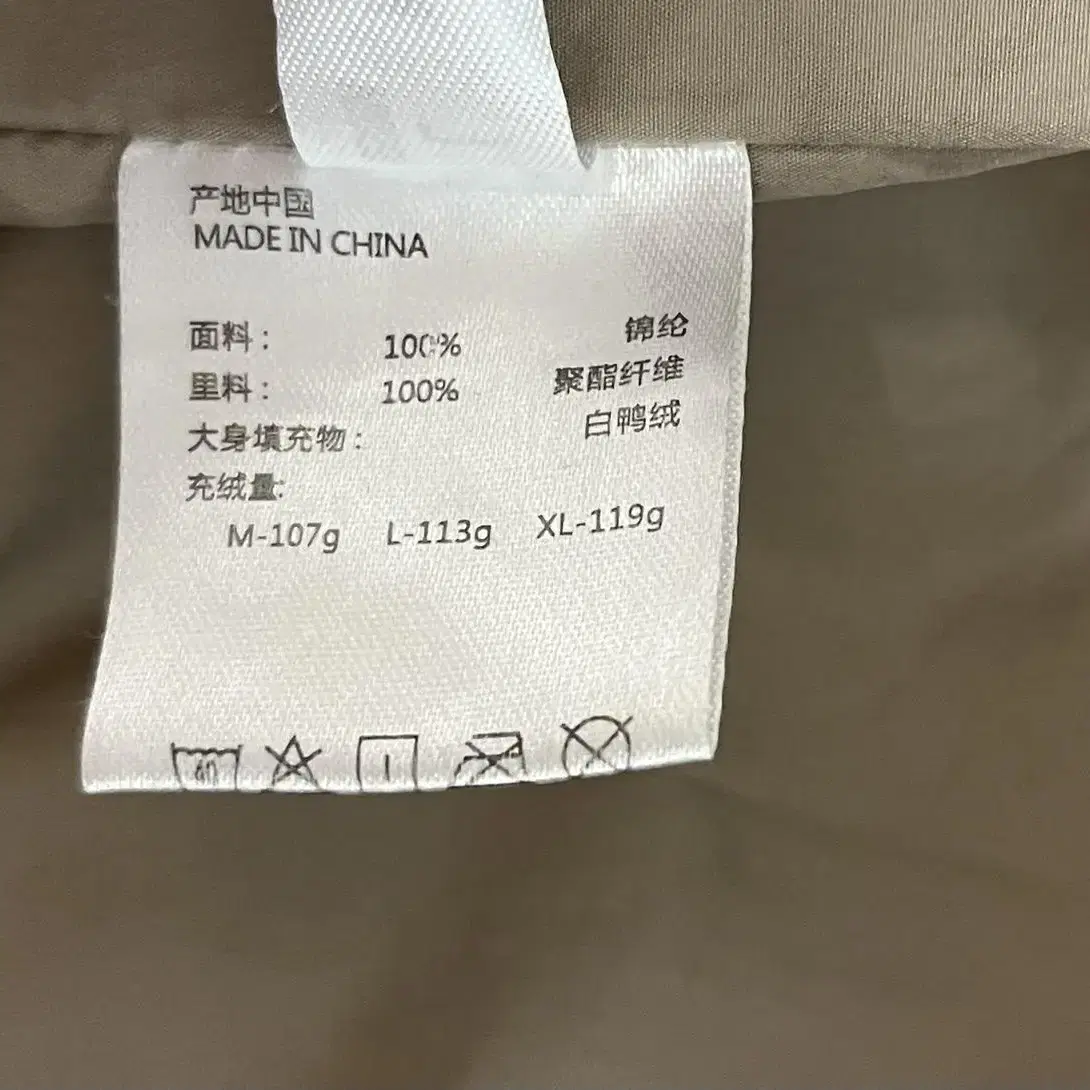 产地中国
MADE IN CHINA
面料： 100% 锦纶
里料： 100% 聚酯纤维
大身填充物： 白鸭绒
充绒量:
M-107g L-113g XL-119g